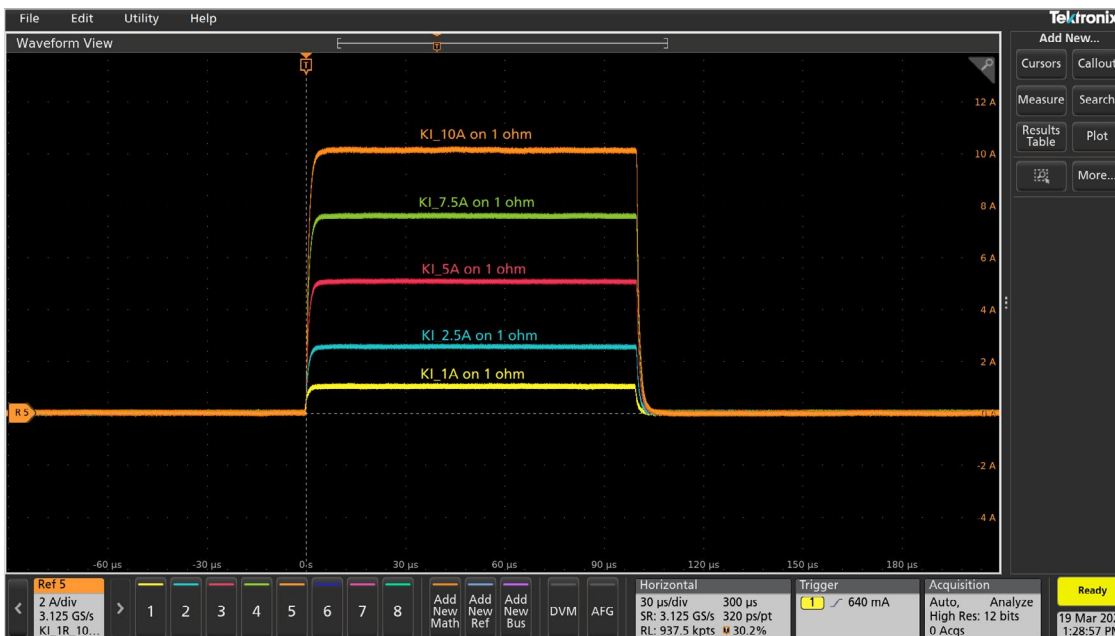 File Edit Utility Help
Tektronix
Waveform View
Add New...
Cursors Callout
Measure Search
Results Table Plot
More...
T
T
12 A
KI_10A on 1 ohm
10 A
KI_7.5A on 1 ohm
8 A
6 A
KI_5A on 1 ohm
4 A
KI_2.5A on 1 ohm
2 A
KI_1A on 1 ohm
R 5
-2 A
-4 A
-60 µs -30 µs 0 s 30 µs 60 µs 90 µs 120 µs 150 µs 180 µs
Ref 5
2 A/div
3.125 GS/s
KI_1R_10...
1 2 3 4 5 6 7 8
Add New Math
Add New Ref
Add New Bus
DVM AFG
Horizontal
30 µs/div 300 µs
SR: 3.125 GS/s 320 ps/pt
RL: 937.5 kpts 30.2%
Trigger
1 640 mA
Acquisition
Auto, Analyze
High Res: 12 bits
0 Acqs
Ready
19 Mar 202
1:28:57 PM